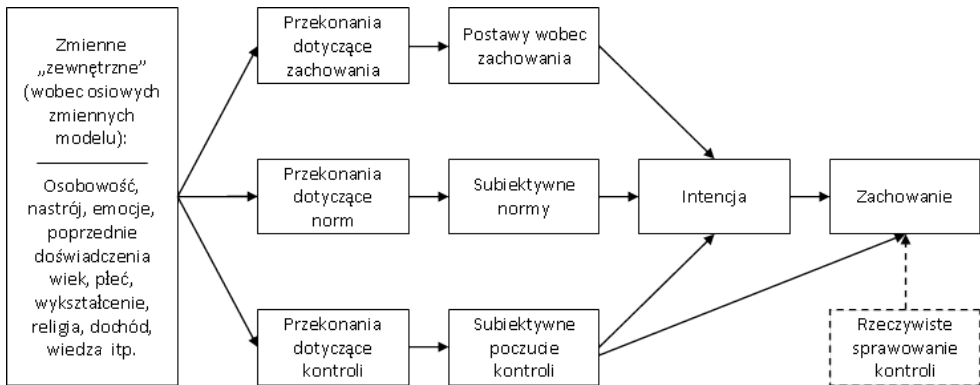 Zmienne
„zewnętrzne”
(wobec osiowych
zmiennych
modelu):
Osobowość,
nastrój, emocje,
poprzednie
doświadczenia
wiek, płeć,
wykształcenie,
religia, dochód,
wiedza itp.
Przekonania
dotyczące
zachowania
Postawy wobec
zachowania
Przekonania
dotyczące
norm
Subiektywne
normy
Intencja
Zachowanie
Przekonania
dotyczące
kontroli
Subiektywne
poczucie
kontroli
Rzeczywiste
sprawowanie
kontroli